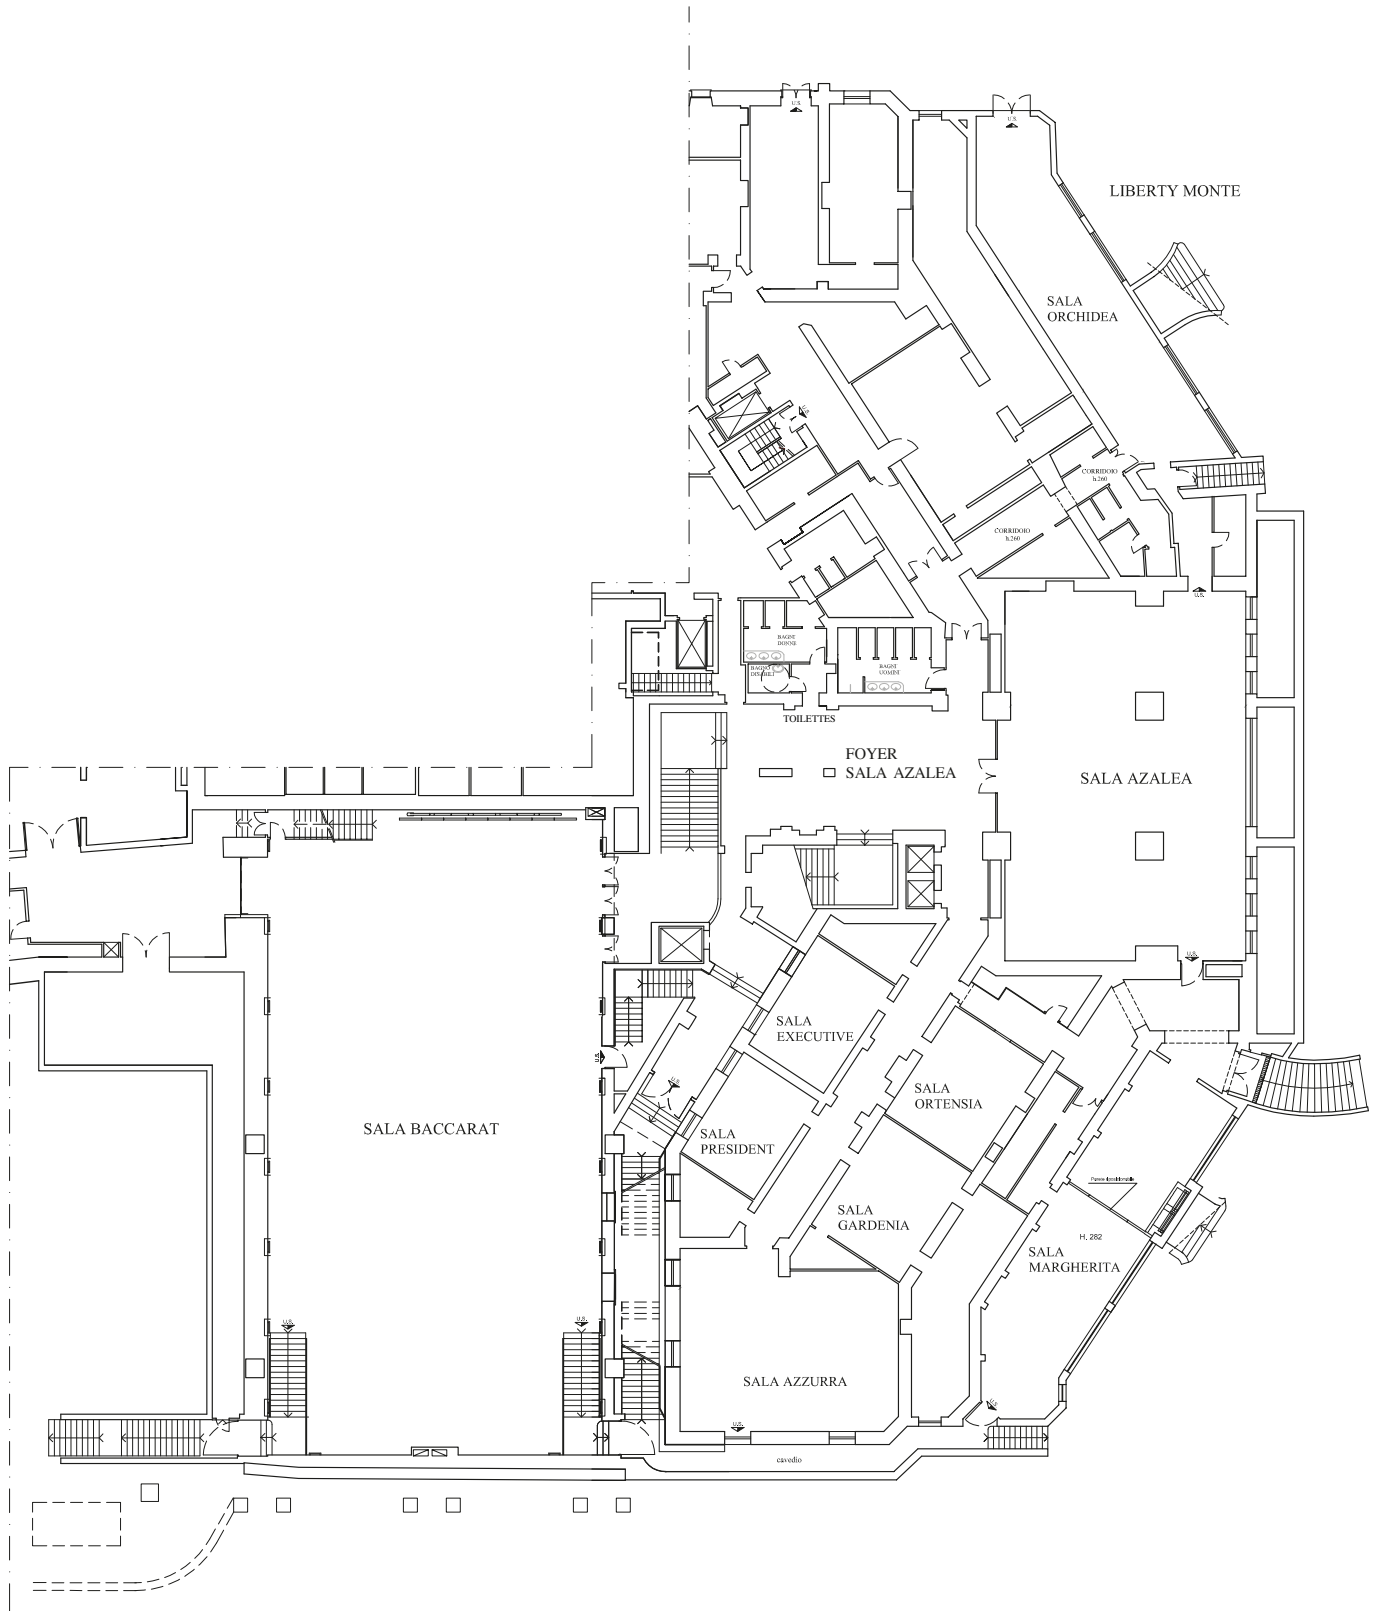 U.S.
U.S.
LIBERTY MONTE
SALA
ORCHIDEA
U.S.
CORRIDOIO
h.260
CORRIDOIO
h.260
U.S.
BAGNI
DONNE
BAGNO
DISABILI
BAGNI
UOMINI
TOILETTES
FOYER
SALA AZALEA
SALA AZALEA
U.S.
SALA
EXECUTIVE
U.S.
U.S.
SALA
ORTENSIA
SALA BACCARAT
SALA
PRESIDENT
SALA
GARDENIA
H. 282
SALA
MARGHERITA
U.S.
U.S.
SALA AZZURRA
U.S.
U.S.
cavedio